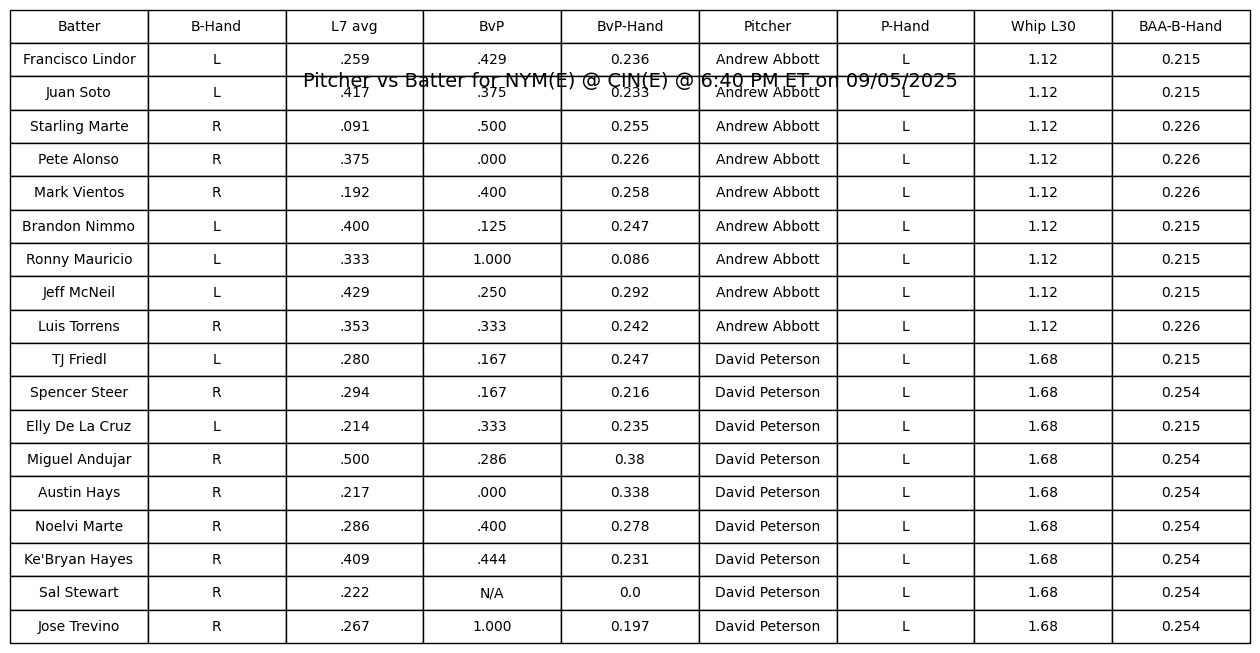 Batter B-Hand L7 avg BvP BvP-Hand Pitcher P-Hand Whip L30 BAA-B-Hand
Francisco Lindor L .259 .429 0.236 Andrew Abbott L 1.12 0.215
Pitcher vs Batter for NYM(E) @ CIN(E) @ 6:40 PM ET on 09/05/2025
Juan Soto L .417 .375 0.233 Andrew Abbott L 1.12 0.215
Starling Marte R .091 .500 0.255 Andrew Abbott L 1.12 0.226
Pete Alonso R .375 .000 0.226 Andrew Abbott L 1.12 0.226
Mark Vientos R .192 .400 0.258 Andrew Abbott L 1.12 0.226
Brandon Nimmo L .400 .125 0.247 Andrew Abbott L 1.12 0.215
Ronny Mauricio L .333 1.000 0.086 Andrew Abbott L 1.12 0.215
Jeff McNeil L .429 .250 0.292 Andrew Abbott L 1.12 0.215
Luis Torrens R .353 .333 0.242 Andrew Abbott L 1.12 0.226
TJ Friedl L .280 .167 0.247 David Peterson L 1.68 0.215
Spencer Steer R .294 .167 0.216 David Peterson L 1.68 0.254
Elly De La Cruz L .214 .333 0.235 David Peterson L 1.68 0.215
Miguel Andujar R .500 .286 0.38 David Peterson L 1.68 0.254
Austin Hays R .217 .000 0.338 David Peterson L 1.68 0.254
Noelvi Marte R .286 .400 0.278 David Peterson L 1.68 0.254
Ke'Bryan Hayes R .409 .444 0.231 David Peterson L 1.68 0.254
Sal Stewart R .222 N/A 0.0 David Peterson L 1.68 0.254
Jose Trevino R .267 1.000 0.197 David Peterson L 1.68 0.254